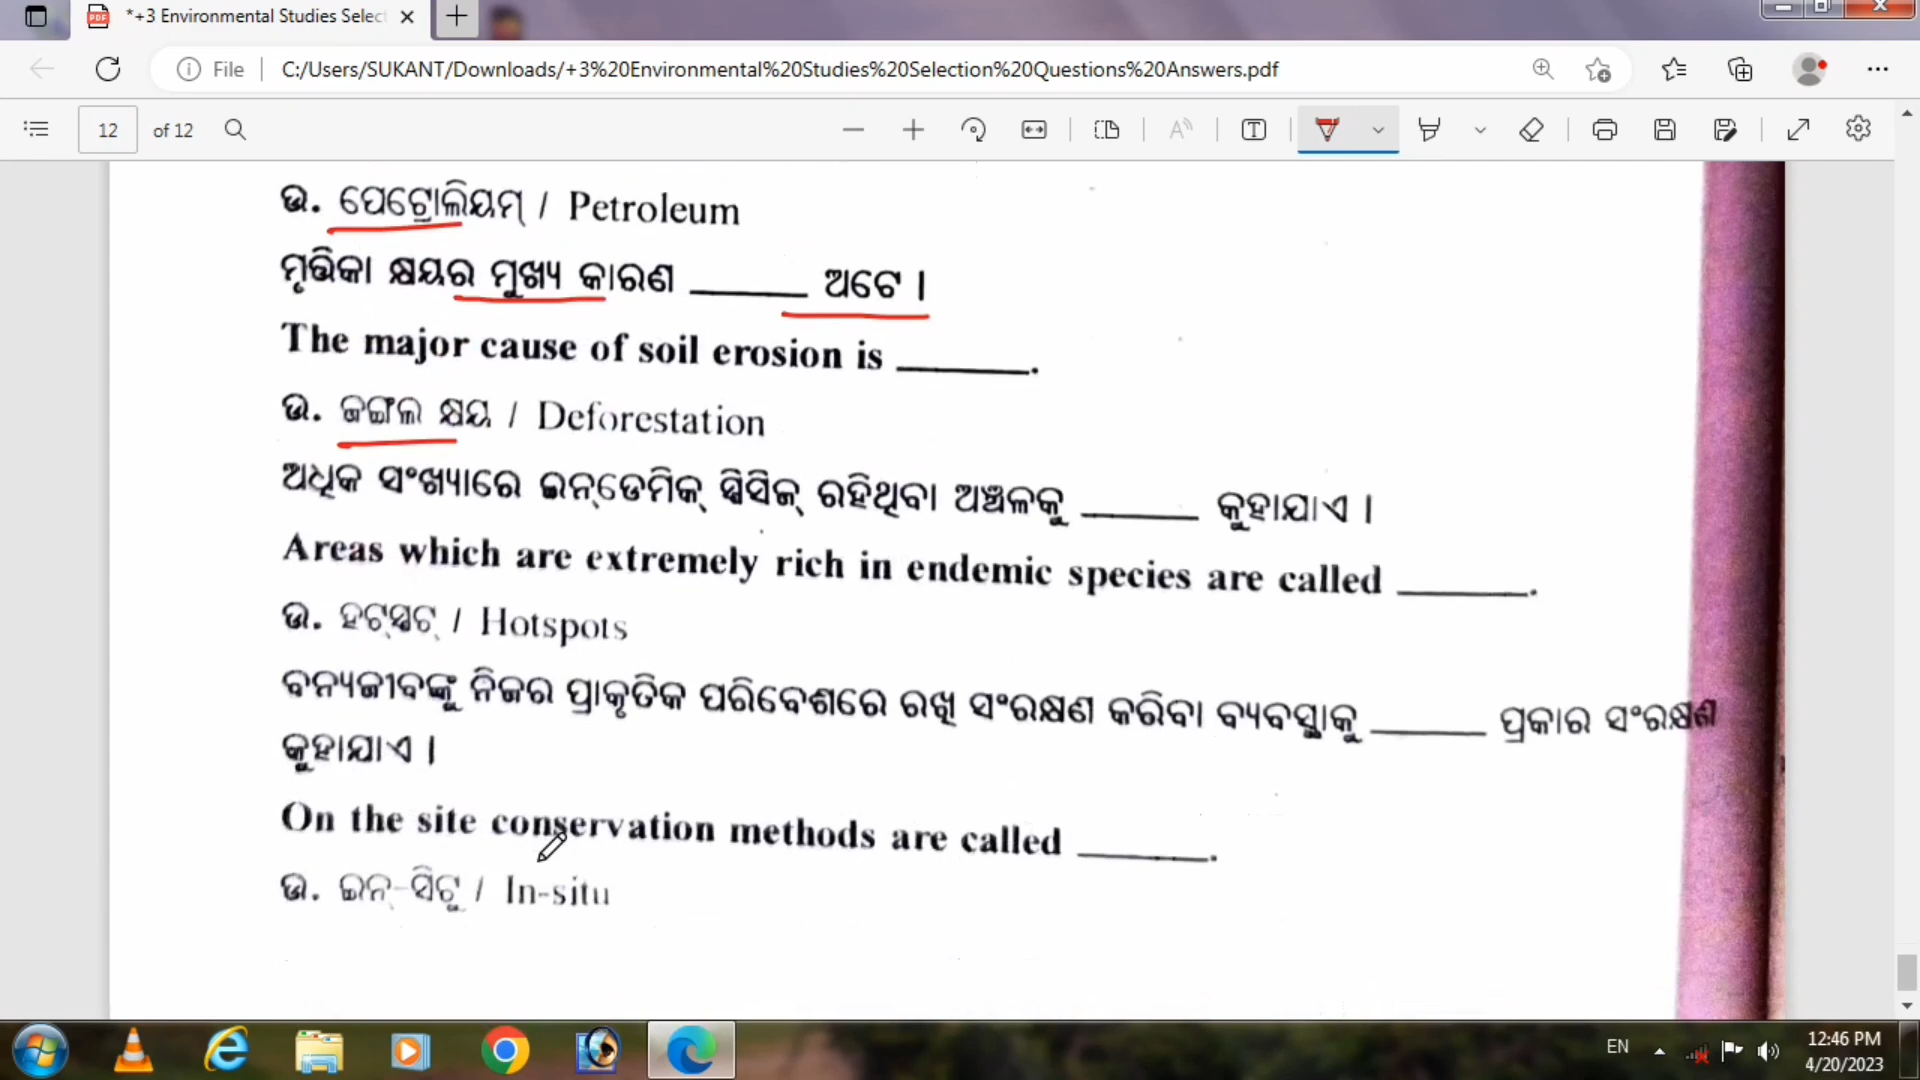 *+3 Environmental Studies Select
File C:/Users/SUKANT/Downloads/+3%20Environmental%20Studies%20Selection%20Questions%20Answers.pdf
12 of 12
ଉ. ପେଟ୍ରୋଲିୟମ୍ / Petroleum
ମୃତ୍ତିକା କ୍ଷୟର ମୁଖ୍ୟ କାରଣ ______ ଅଟେ ।
The major cause of soil erosion is ______.
ଉ. ଜଙ୍ଗଲ କ୍ଷୟ / Deforestation
ଅଧିକ ସଂଖ୍ୟାରେ ଇନ୍‌ଡେମିକ୍ ସ୍ପିସିଜ୍ ରହିଥିବା ଅଞ୍ଚଳକୁ ______ କୁହାଯାଏ ।
Areas which are extremely rich in endemic species are called ______.
ଉ. ହଟ୍‌ସ୍ପଟ୍ / Hotspots
ବନ୍ୟଜୀବଙ୍କୁ ନିଜର ପ୍ରାକୃତିକ ପରିବେଶରେ ରଖି ସଂରକ୍ଷଣ କରିବା ବ୍ୟବସ୍ଥାକୁ ______ ପ୍ରକାର ସଂରକ୍ଷଣ
କୁହାଯାଏ ।
On the site conservation methods are called ______.
ଉ. ଇନ୍-ସିଟୁ / In-situ
EN
12:46 PM
4/20/2023